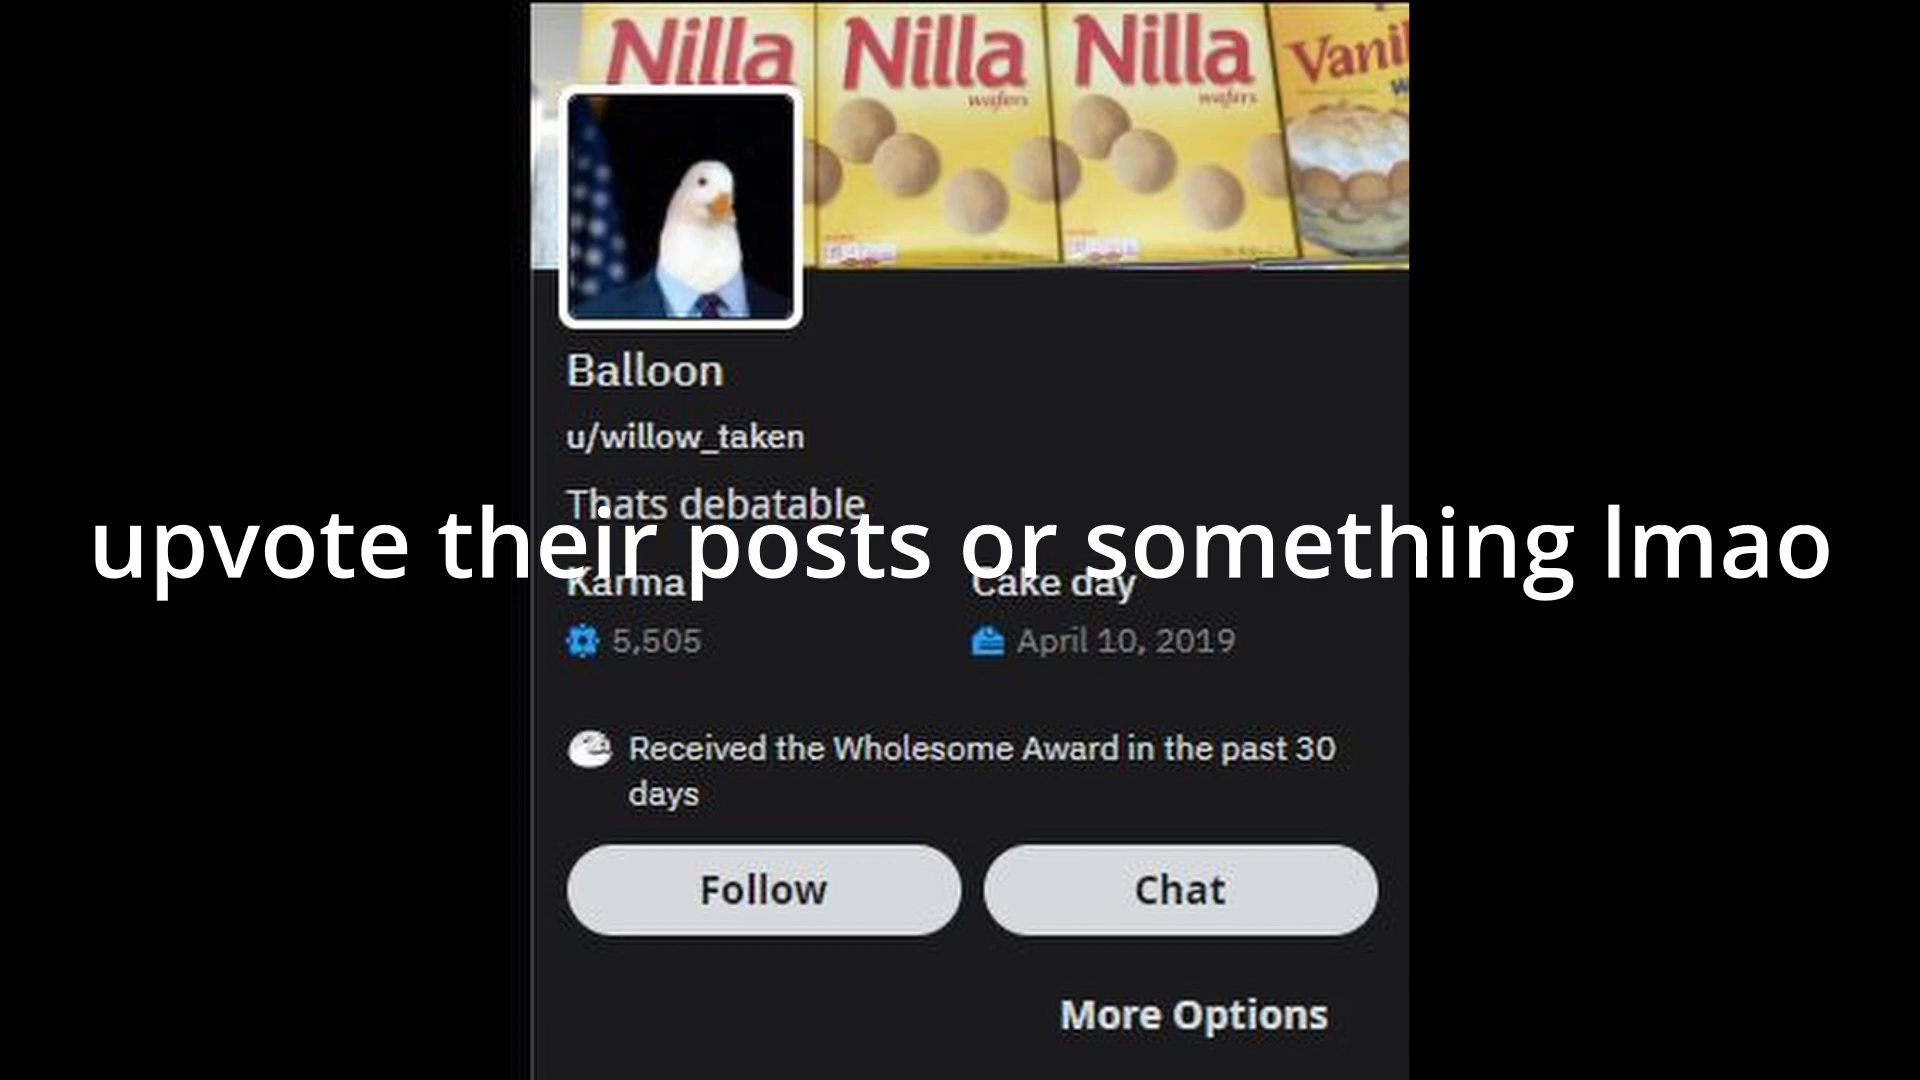 Nilla
Nilla
wafers
Nilla
wafers
Vanil
W
Balloon
u/willow_taken
Thats debatable
upvote their posts or something lmao
Karma
Cake day
5,505
April 10, 2019
Received the Wholesome Award in the past 30
days
Follow
Chat
More Options